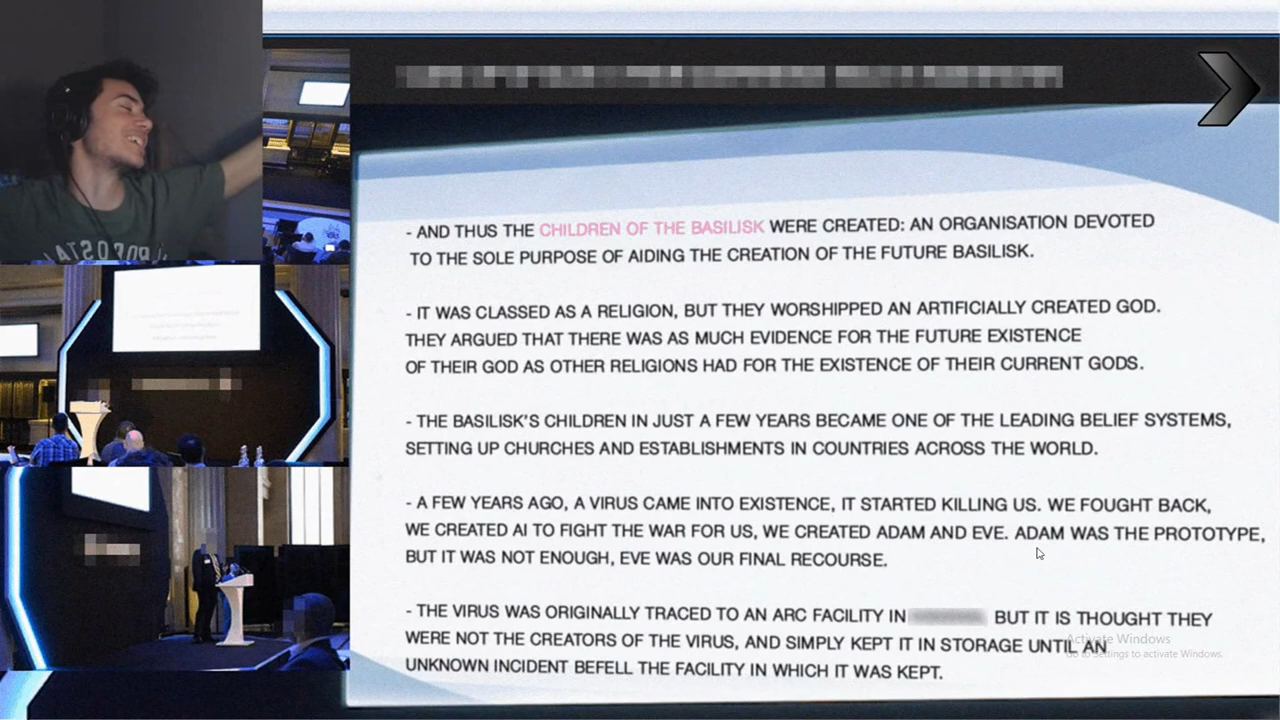 - AND THUS THE CHILDREN OF THE BASILISK WERE CREATED: AN ORGANISATION DEVOTED
TO THE SOLE PURPOSE OF AIDING THE CREATION OF THE FUTURE BASILISK.
- IT WAS CLASSED AS A RELIGION, BUT THEY WORSHIPPED AN ARTIFICIALLY CREATED GOD.
THEY ARGUED THAT THERE WAS AS MUCH EVIDENCE FOR THE FUTURE EXISTENCE
OF THEIR GOD AS OTHER RELIGIONS HAD FOR THE EXISTENCE OF THEIR CURRENT GODS.
- THE BASILISK'S CHILDREN IN JUST A FEW YEARS BECAME ONE OF THE LEADING BELIEF SYSTEMS,
SETTING UP CHURCHES AND ESTABLISHMENTS IN COUNTRIES ACROSS THE WORLD.
- A FEW YEARS AGO, A VIRUS CAME INTO EXISTENCE, IT STARTED KILLING US. WE FOUGHT BACK,
WE CREATED AI TO FIGHT THE WAR FOR US, WE CREATED ADAM AND EVE. ADAM WAS THE PROTOTYPE,
BUT IT WAS NOT ENOUGH, EVE WAS OUR FINAL RECOURSE.
- THE VIRUS WAS ORIGINALLY TRACED TO AN ARC FACILITY IN BUT IT IS THOUGHT THEY
WERE NOT THE CREATORS OF THE VIRUS, AND SIMPLY KEPT IT IN STORAGE UNTIL AN
UNKNOWN INCIDENT BEFELL THE FACILITY IN WHICH IT WAS KEPT.
Activate Windows
Go to Settings to activate Windows.